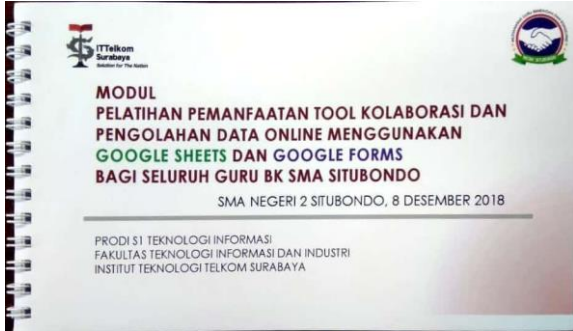 ITTelkom
Surabaya
Solution for The Nation
MODUL
PELATIHAN PEMANFAATAN TOOL KOLABORASI DAN
PENGOLAHAN DATA ONLINE MENGGUNAKAN
GOOGLE SHEETS DAN GOOGLE FORMS
BAGI SELURUH GURU BK SMA SITUBONDO
SMA NEGERI 2 SITUBONDO, 8 DESEMBER 2018
PRODI S1 TEKNOLOGI INFORMASI
FAKULTAS TEKNOLOGI INFORMASI DAN INDUSTRI
INSTITUT TEKNOLOGI TELKOM SURABAYA